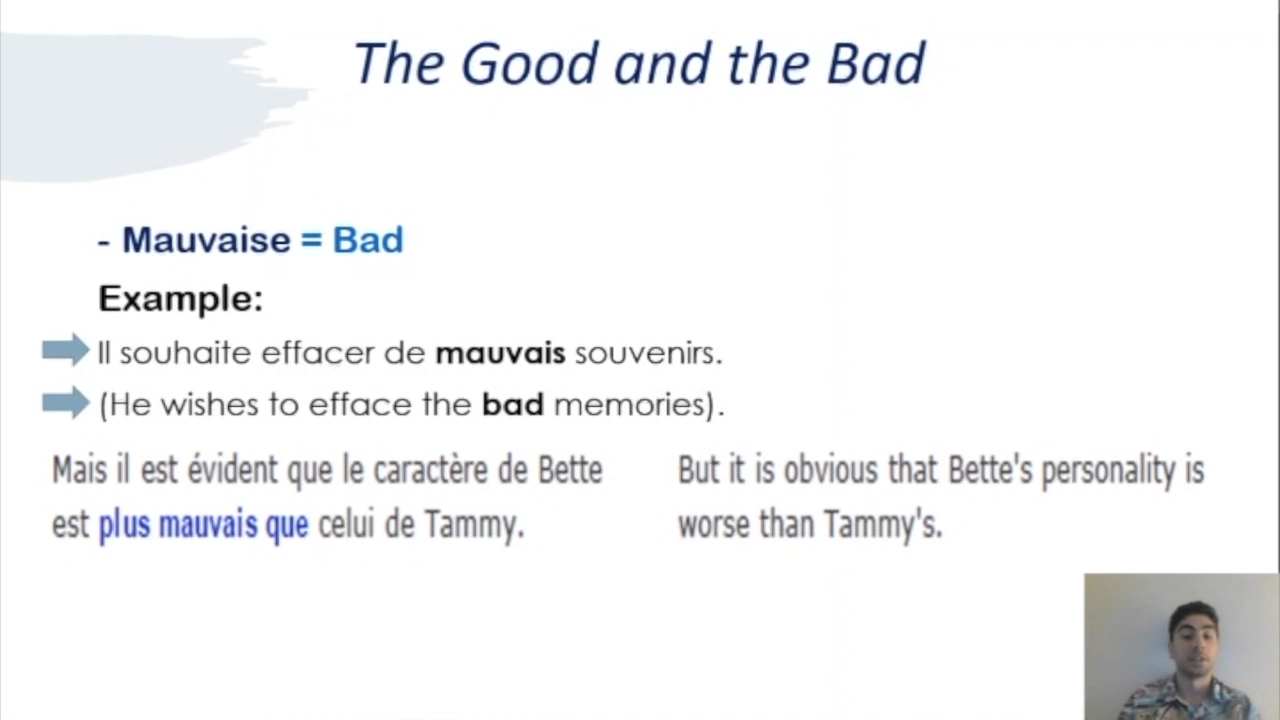 The Good and the Bad
- Mauvaise = Bad
Example:
Il souhaite effacer de mauvais souvenirs.
(He wishes to efface the bad memories).
Mais il est évident que le caractère de Bette
est plus mauvais que celui de Tammy.
But it is obvious that Bette's personality is
worse than Tammy's.